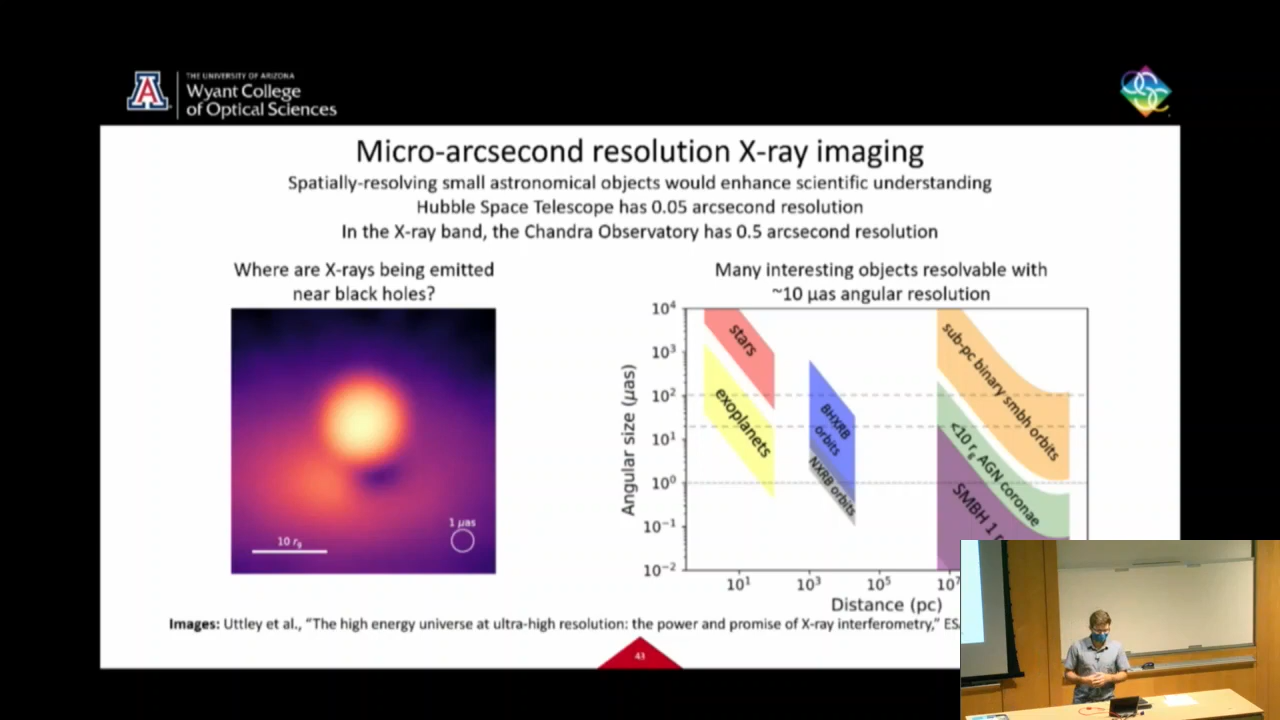 THE UNIVERSITY OF ARIZONA
Wyant College
of Optical Sciences
Micro-arcsecond resolution X-ray imaging
Spatially-resolving small astronomical objects would enhance scientific understanding
Hubble Space Telescope has 0.05 arcsecond resolution
In the X-ray band, the Chandra Observatory has 0.5 arcsecond resolution
Where are X-rays being emitted
near black holes?
1 μas
10 r_g
Many interesting objects resolvable with
~10 μas angular resolution
Angular size (μas)
10⁴
10³
10²
10¹
10⁰
10⁻¹
10⁻²
stars
exoplanets
BHXRB
orbits
NXRB orbits
sub-pc binary smbh orbits
<10 r_g AGN coronae
SMBH 1
10¹
10³
10⁵
10⁷
Distance (pc)
Images: Uttley et al., "The high energy universe at ultra-high resolution: the power and promise of X-ray interferometry,"
43